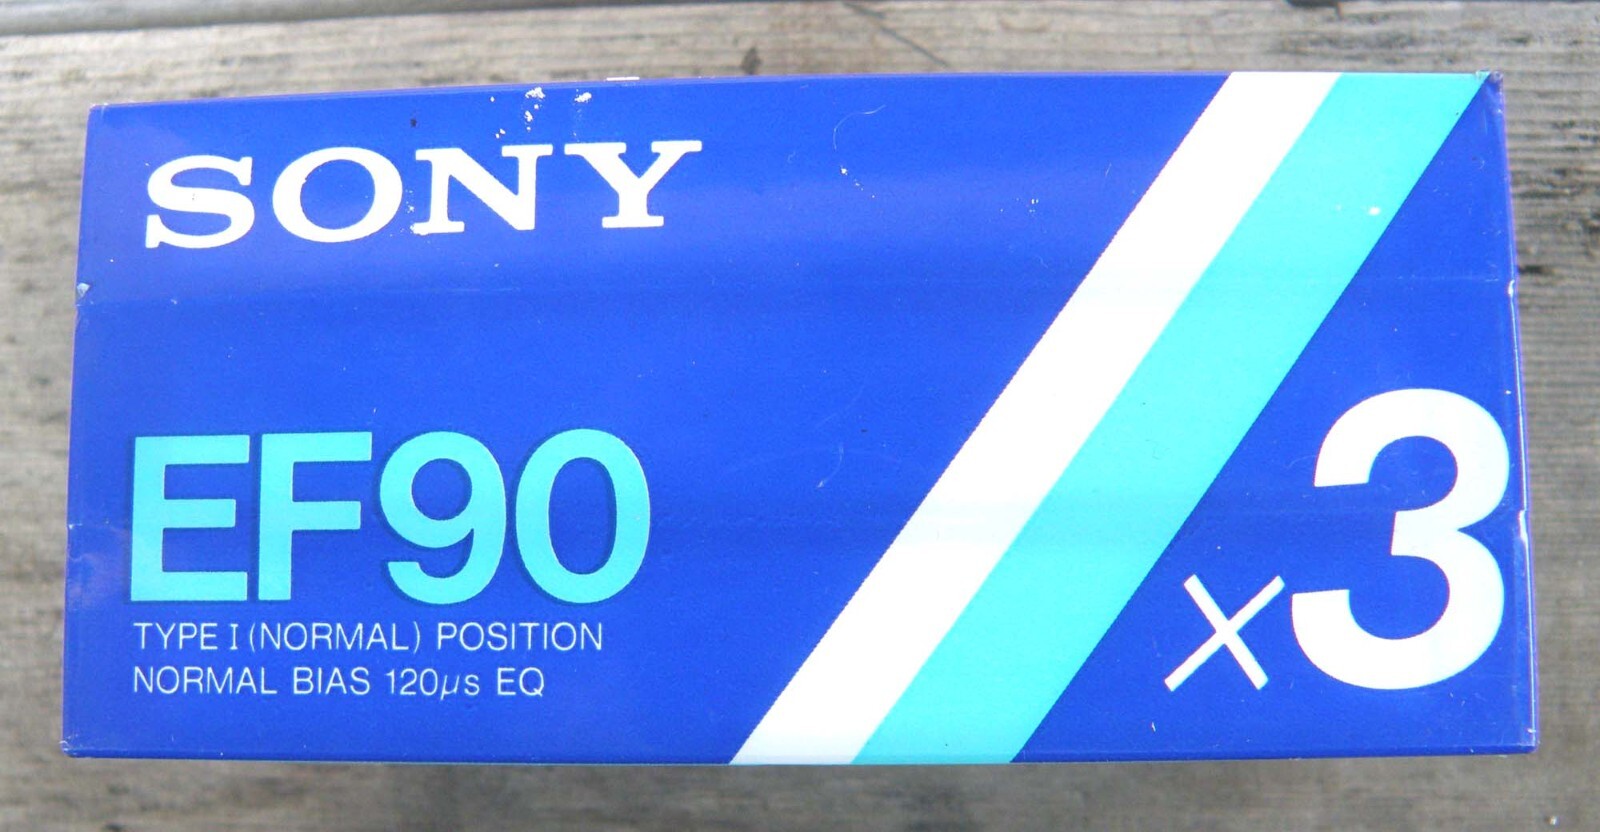 SONY
EF90
TYPE I (NORMAL) POSITION
NORMAL BIAS 120µs EQ
×3